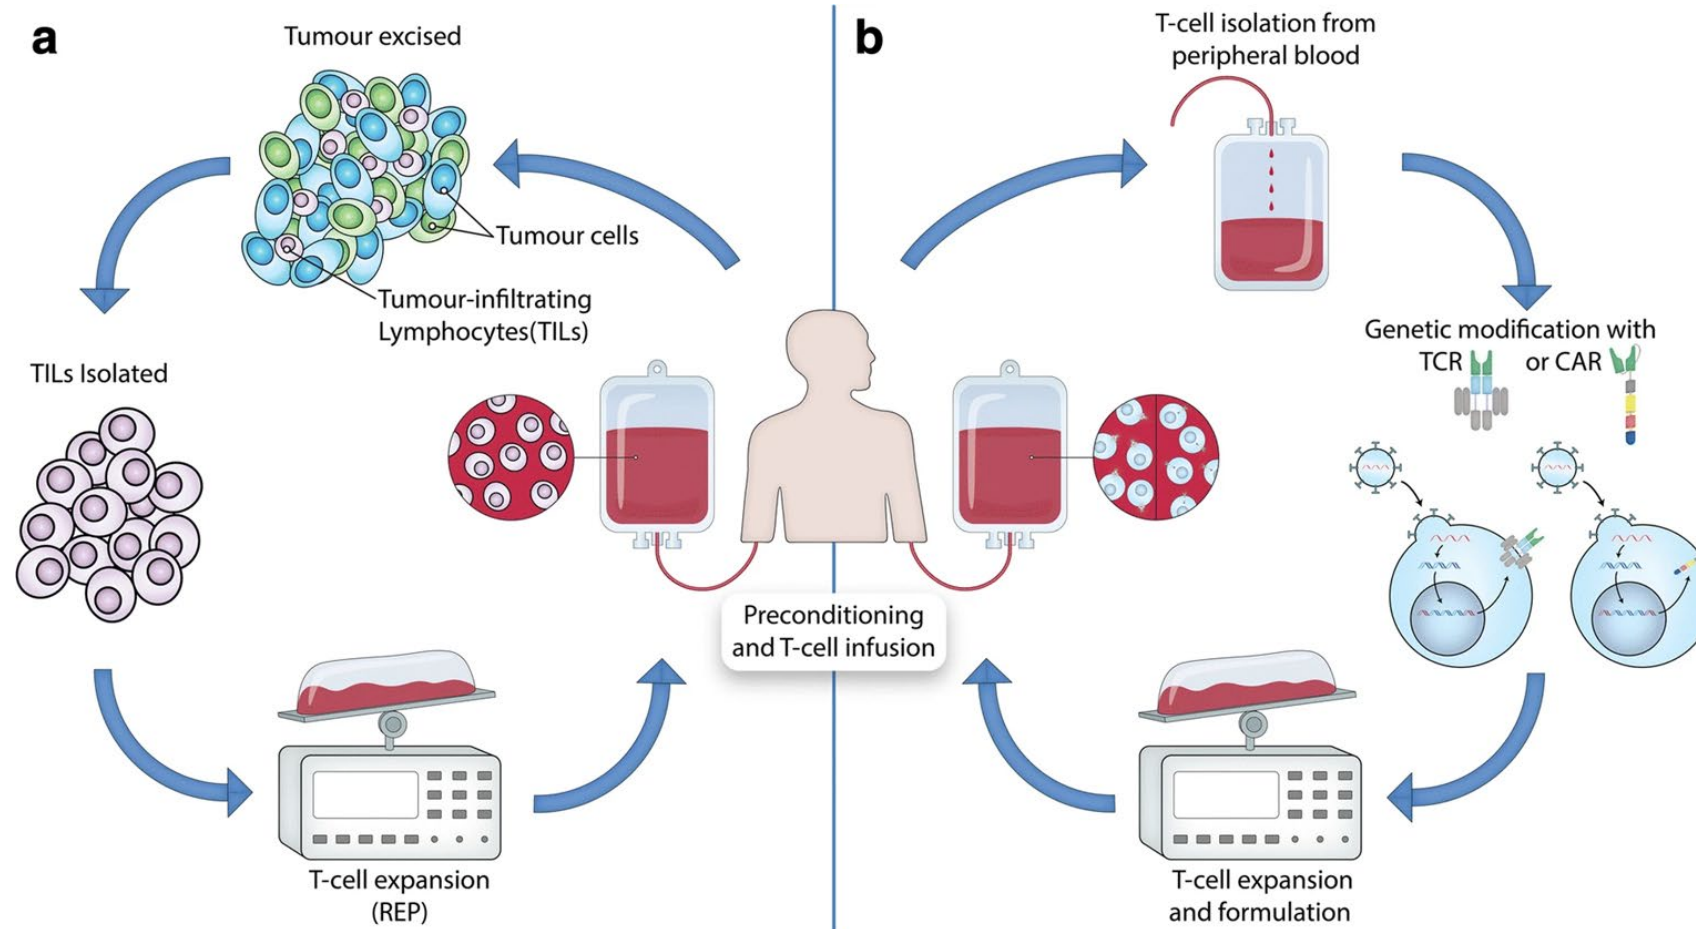 a
Tumour excised
Tumour cells
Tumour-infiltrating
Lymphocytes(TILs)
TILs Isolated
T-cell expansion
(REP)
Preconditioning
and T-cell infusion
b
T-cell isolation from
peripheral blood
Genetic modification with
TCR or CAR
T-cell expansion
and formulation